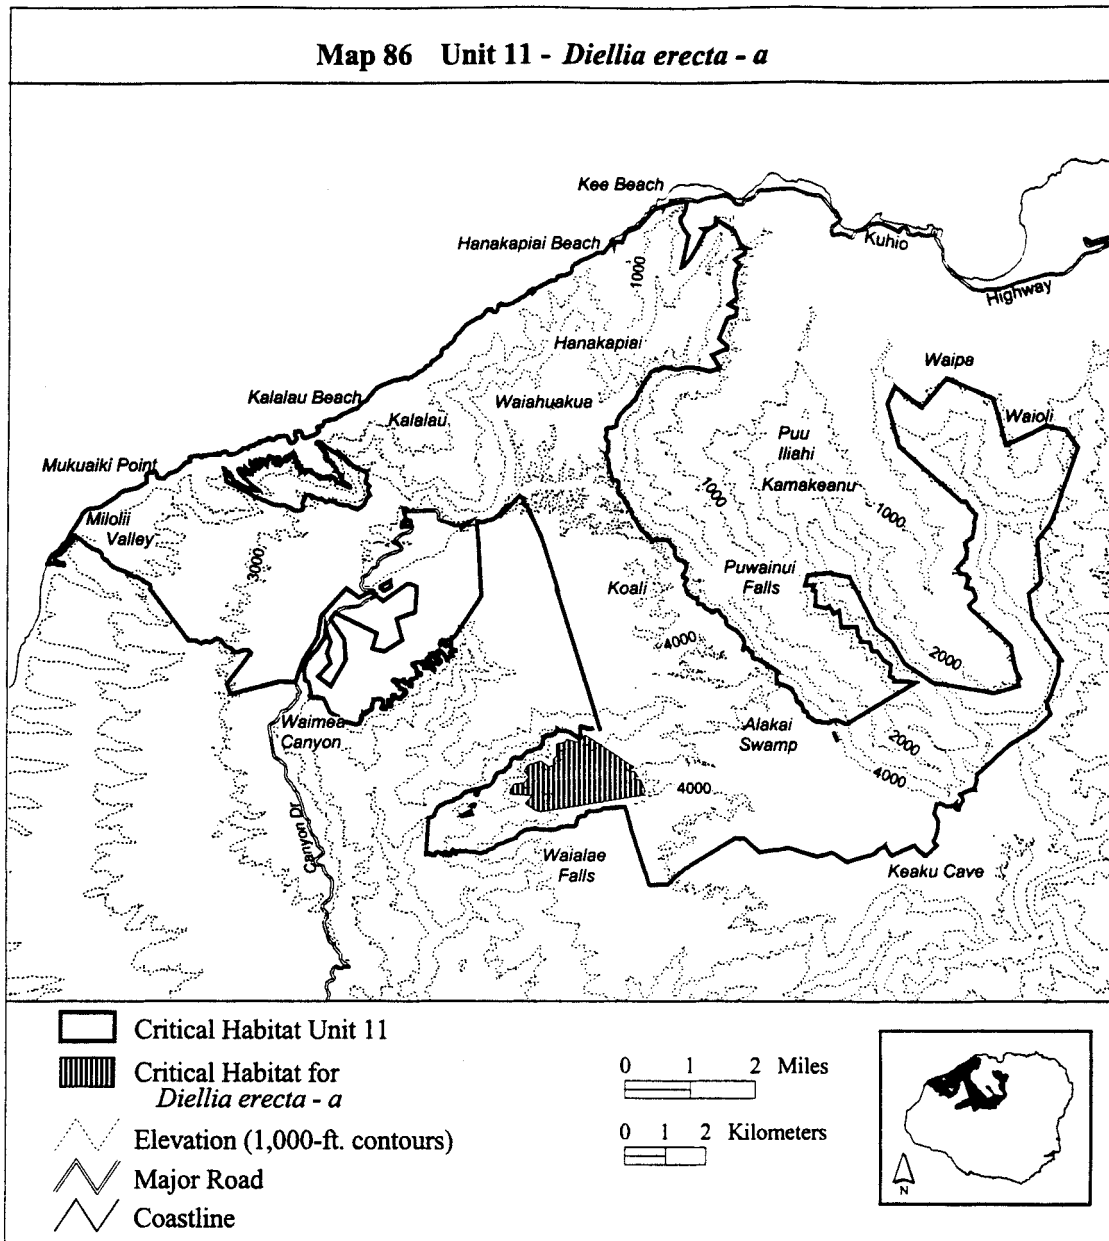 Map 86 Unit 11 - Diellia erecta - a
Kee Beach
Hanakapiai Beach
Kuhio
Highway
1000
Hanakapiai
Waipa
Kalalau Beach
Waiahuakua
Kalalau
Waioli
Puu
Iliahi
Mukuaiki Point
Kamakeanu
1000
1000
Milolii
Valley
3000
Puwainui
Falls
Koali
4000
2000
Waimea
Canyon
Alakai
Swamp
2000
4000
4000
Canyon Dr
Waialae
Falls
Keaku Cave
Critical Habitat Unit 11
Critical Habitat for
Diellia erecta - a
Elevation (1,000-ft. contours)
Major Road
Coastline
0 1 2 Miles
0 1 2 Kilometers
N